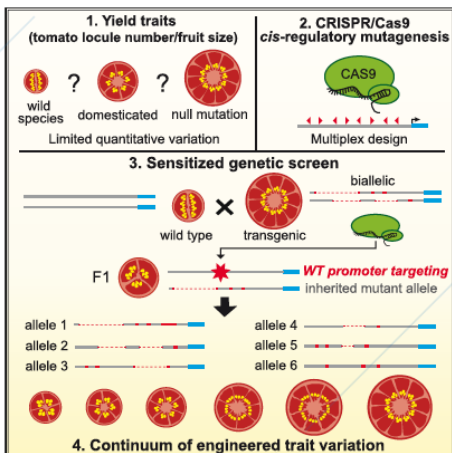 1. Yield traits
(tomato locule number/fruit size)
?
?
wild
species
domesticated
null mutation
Limited quantitative variation
2. CRISPR/Cas9
cis-regulatory mutagenesis
CAS9
Multiplex design
3. Sensitized genetic screen
biallelic
wild type
transgenic
F1
WT promoter targeting
inherited mutant allele
allele 1
allele 2
allele 3
allele 4
allele 5
allele 6
4. Continuum of engineered trait variation